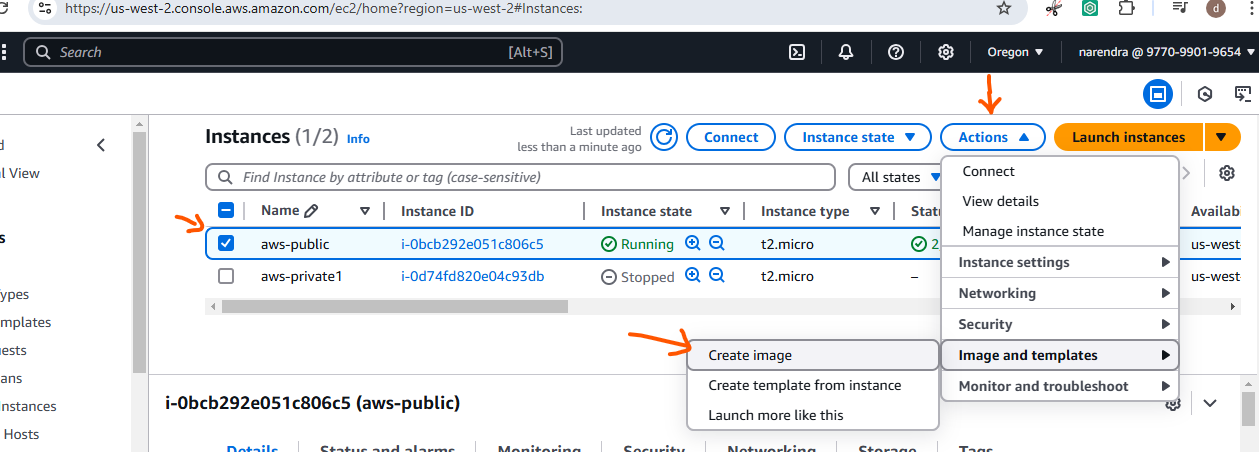 https://us-west-2.console.aws.amazon.com/ec2/home?region=us-west-2#Instances:
d
Search [Alt+S] Oregon narendra @ 9770-9901-9654
Instances (1/2) Info
Last updated
less than a minute ago
Connect Instance state Actions Launch instances
Find Instance by attribute or tag (case-sensitive) All states
Name Instance ID Instance state Instance type Stat Availab
aws-public i-0bcb292e051c806c5 Running t2.micro 2 us-west-
aws-private1 i-0d74fd820e04c93db Stopped t2.micro – us-west-
Connect
View details
Manage instance state
Instance settings
Networking
Security
Image and templates
Monitor and troubleshoot
Create image
Create template from instance
Launch more like this
d
al View
s
Types
emplates
uests
ans
Instances
Hosts
i-0bcb292e051c806c5 (aws-public)
Details Status and alarms Monitoring Security Networking Storage Tags